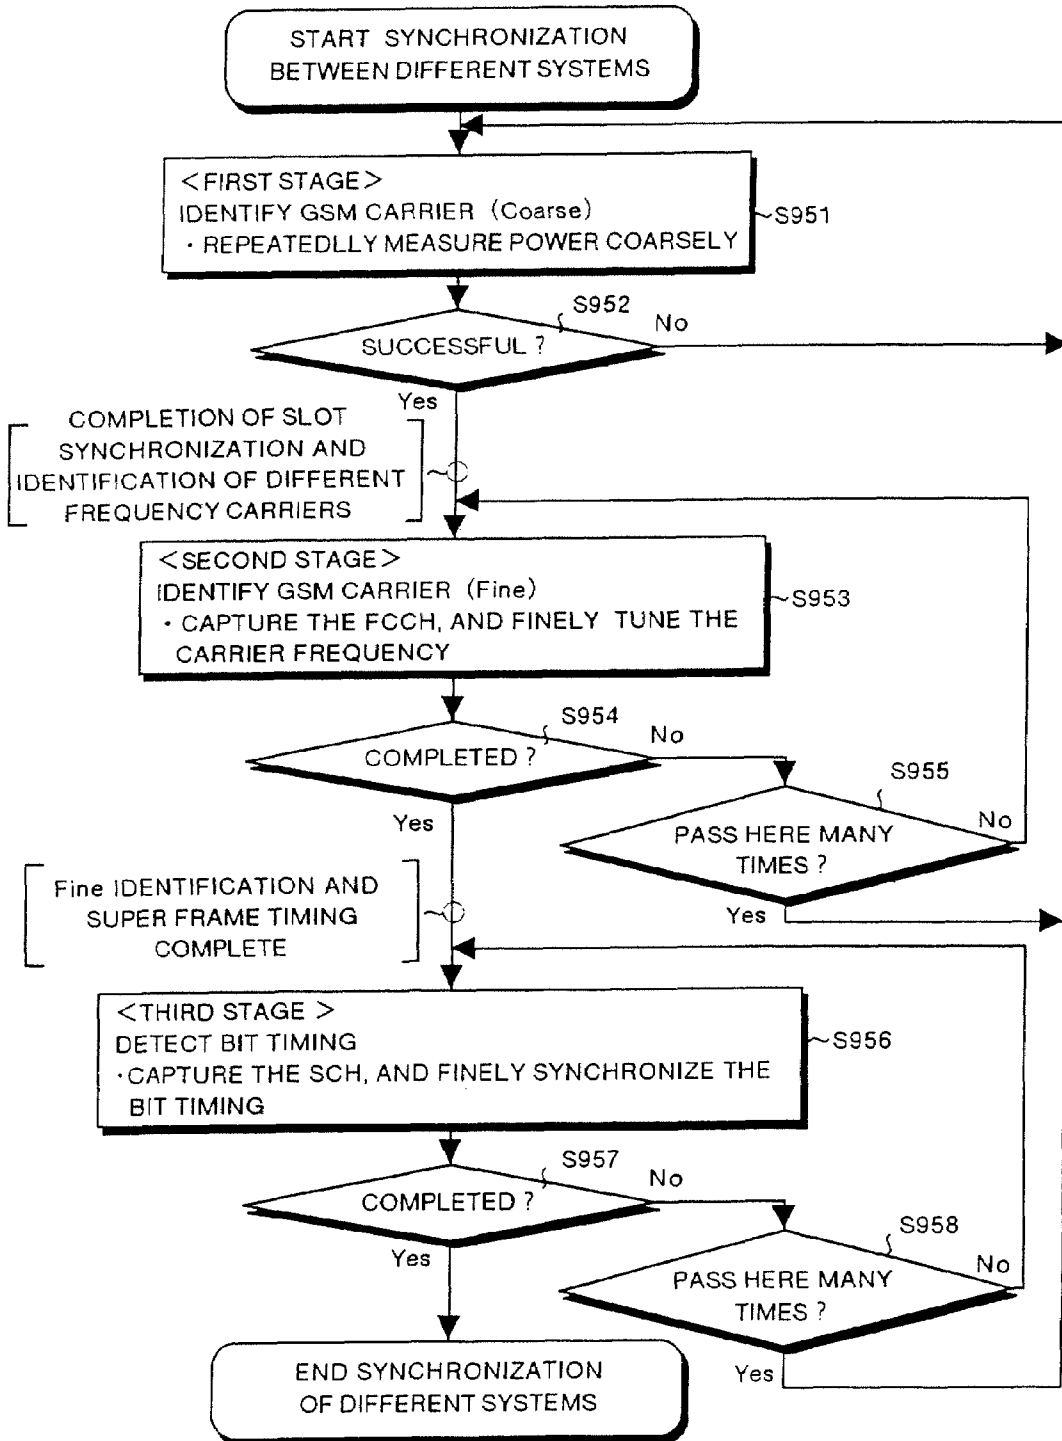 START SYNCHRONIZATION
BETWEEN DIFFERENT SYSTEMS
<FIRST STAGE>
IDENTIFY GSM CARRIER (Coarse)
· REPEATEDLLY MEASURE POWER COARSELY
S951
S952
SUCCESSFUL ?
No
Yes
COMPLETION OF SLOT
SYNCHRONIZATION AND
IDENTIFICATION OF DIFFERENT
FREQUENCY CARRIERS
<SECOND STAGE>
IDENTIFY GSM CARRIER (Fine)
· CAPTURE THE FCCH, AND FINELY TUNE THE
CARRIER FREQUENCY
S953
S954
COMPLETED ?
No
Yes
S955
PASS HERE MANY
TIMES ?
No
Yes
Fine IDENTIFICATION AND
SUPER FRAME TIMING
COMPLETE
<THIRD STAGE >
DETECT BIT TIMING
· CAPTURE THE SCH, AND FINELY SYNCHRONIZE THE
BIT TIMING
S956
S957
COMPLETED ?
No
Yes
S958
PASS HERE MANY
TIMES ?
No
Yes
END SYNCHRONIZATION
OF DIFFERENT SYSTEMS